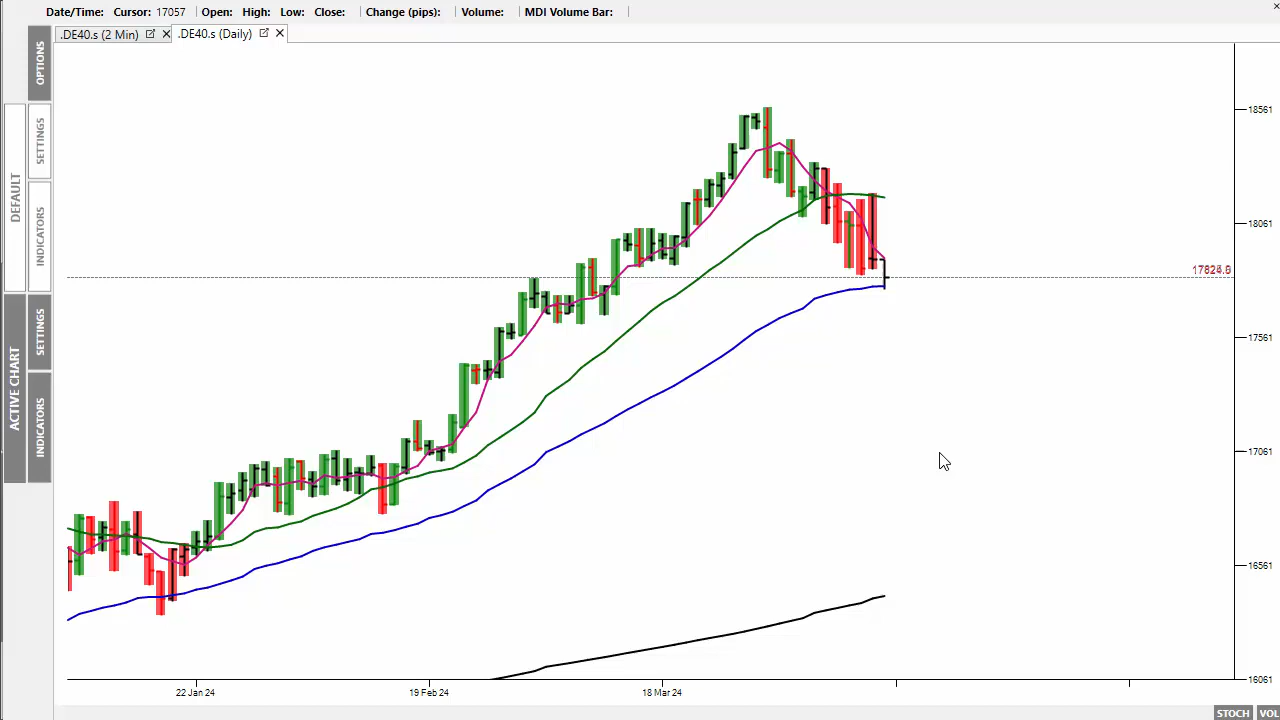 Date/Time: Cursor: 17057 Open: High: Low: Close: Change (pips): Volume: MDI Volume Bar:
.DE40.s (2 Min) .DE40.s (Daily)
OPTIONS
SETTINGS
INDICATORS
DEFAULT
SETTINGS
INDICATORS
ACTIVE CHART
18561
18061
17561
17061
16561
16061
22 Jan 24 19 Feb 24 18 Mar 24
STOCH VOL